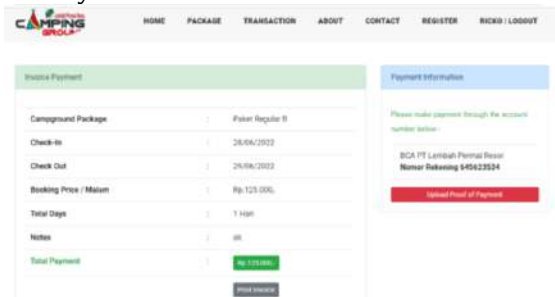 CAMPING
GROUP
HOME PACKAGE TRANSACTION ABOUT CONTACT REGISTER RICKO | LOGOUT
Invoice Payment
Campground Package : Paket Regular
Check-In : 28/06/2022
Check Out : 29/06/2022
Booking Price / Malam : Rp.125.000,
Total Days : 1 Hari
Notes : ok
Total Payment : Rp.125.000,-
Print Invoice
Payment Information
Please make payment through the account
number below :
BCA PT Lembah Permai Resor
Nomor Rekening 645623534
Upload Proof of Payment